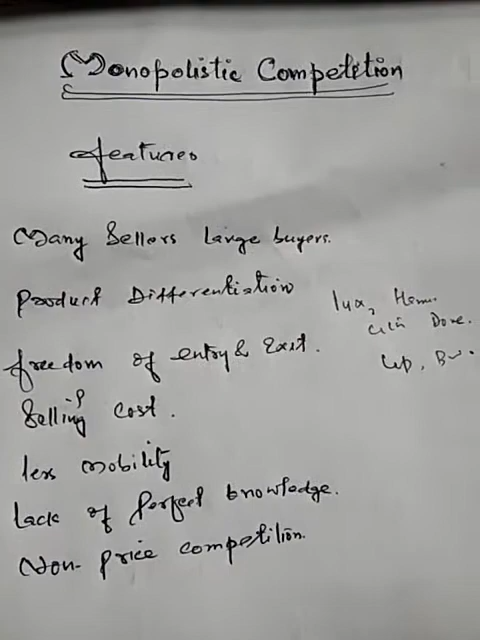 Monopolistic Competition
features
Many Sellers Large buyers.
Product Differentiation
lux,
Dove.
freedom of entry & Exit.
Selling cost.
less mobility
Lack of perfect knowledge.
Non-price competition.